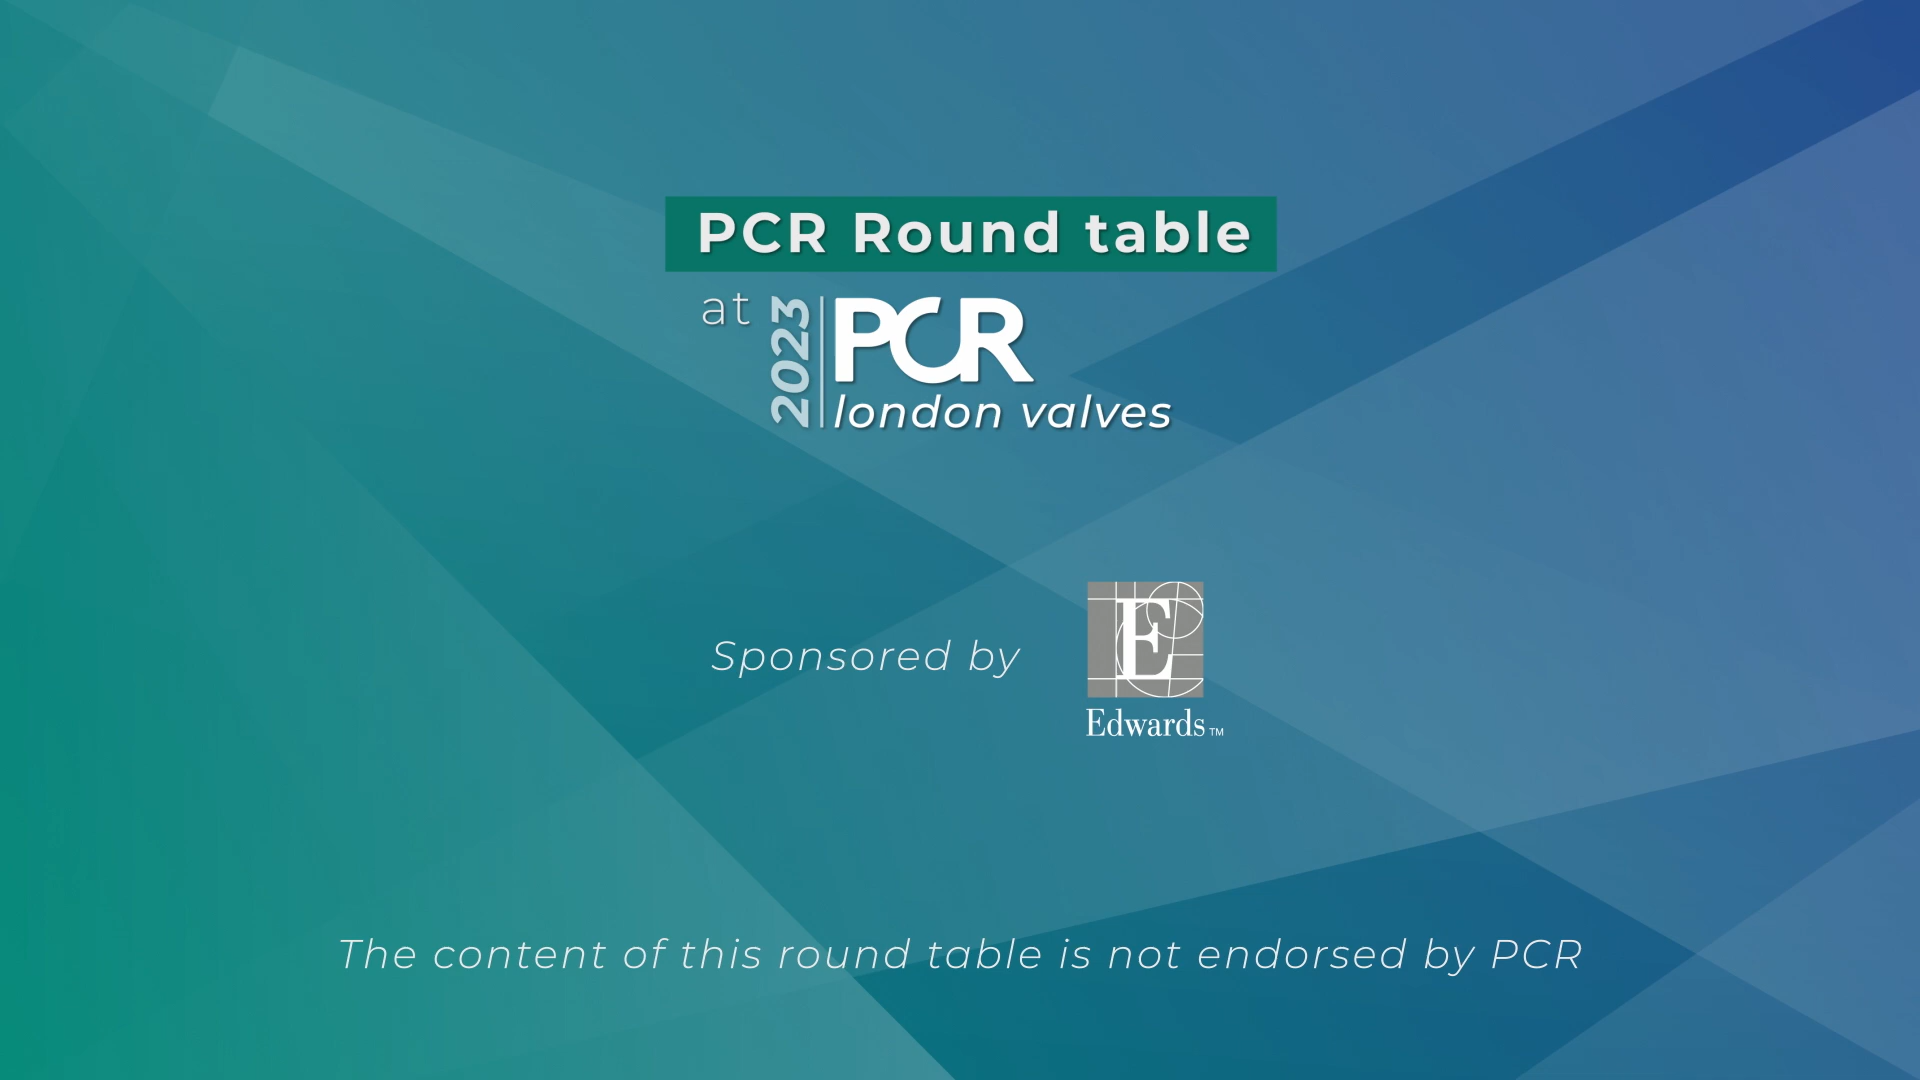 PCR Round table
at 2023 PCR
london valves
Sponsored by
E
Edwards™
The content of this round table is not endorsed by PCR